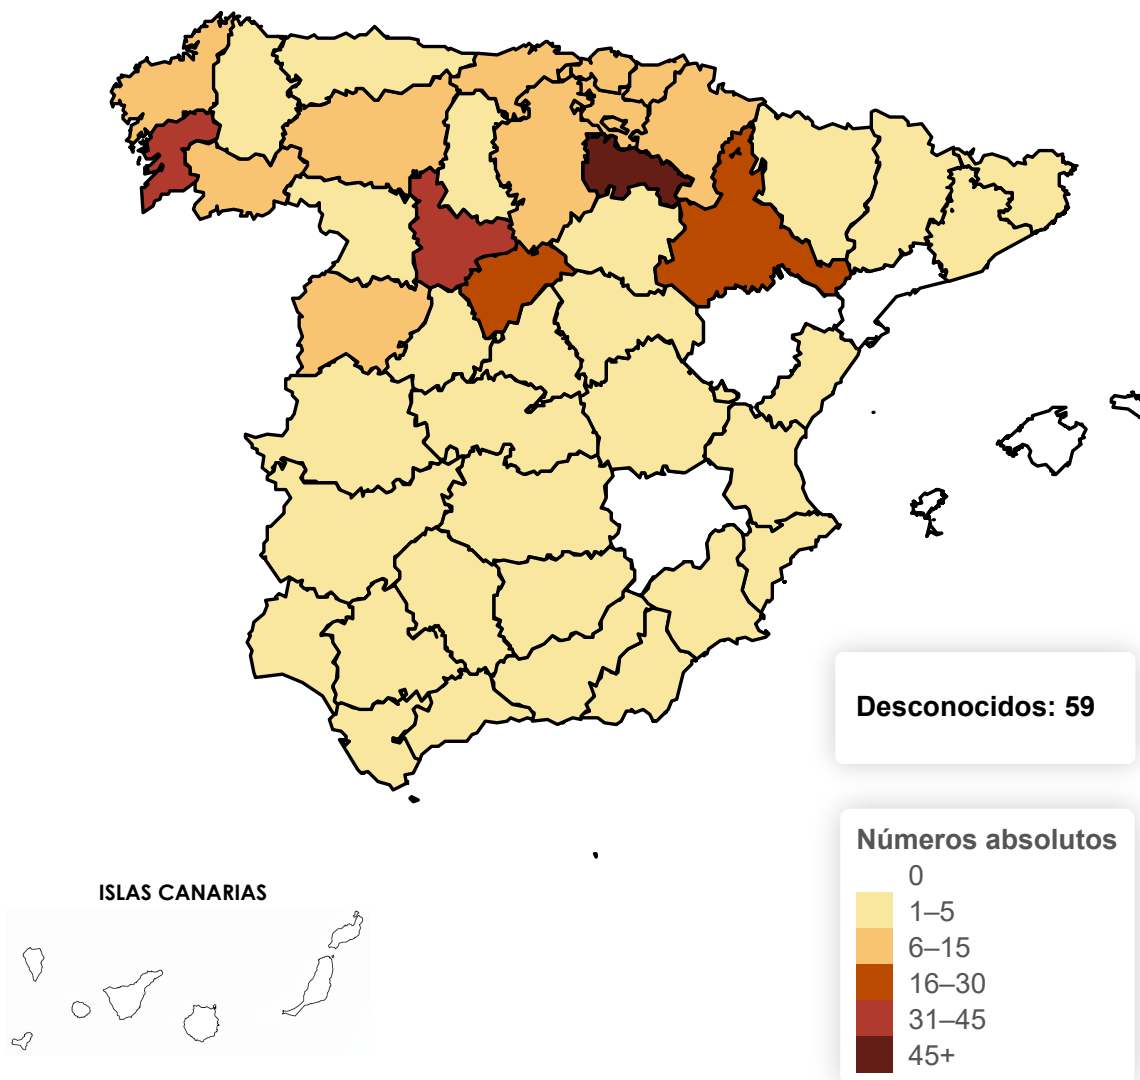 Desconocidos: 59
Números absolutos
0
1–5
6–15
16–30
31–45
45+
ISLAS CANARIAS